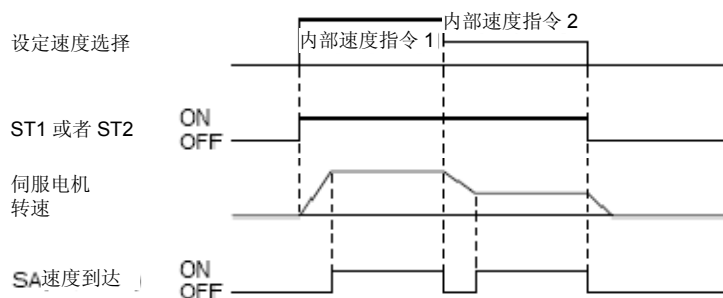 设定速度选择
内部速度指令 1
内部速度指令 2
ST1 或者 ST2
ON
OFF
伺服电机
转速
SA速度到达
ON
OFF